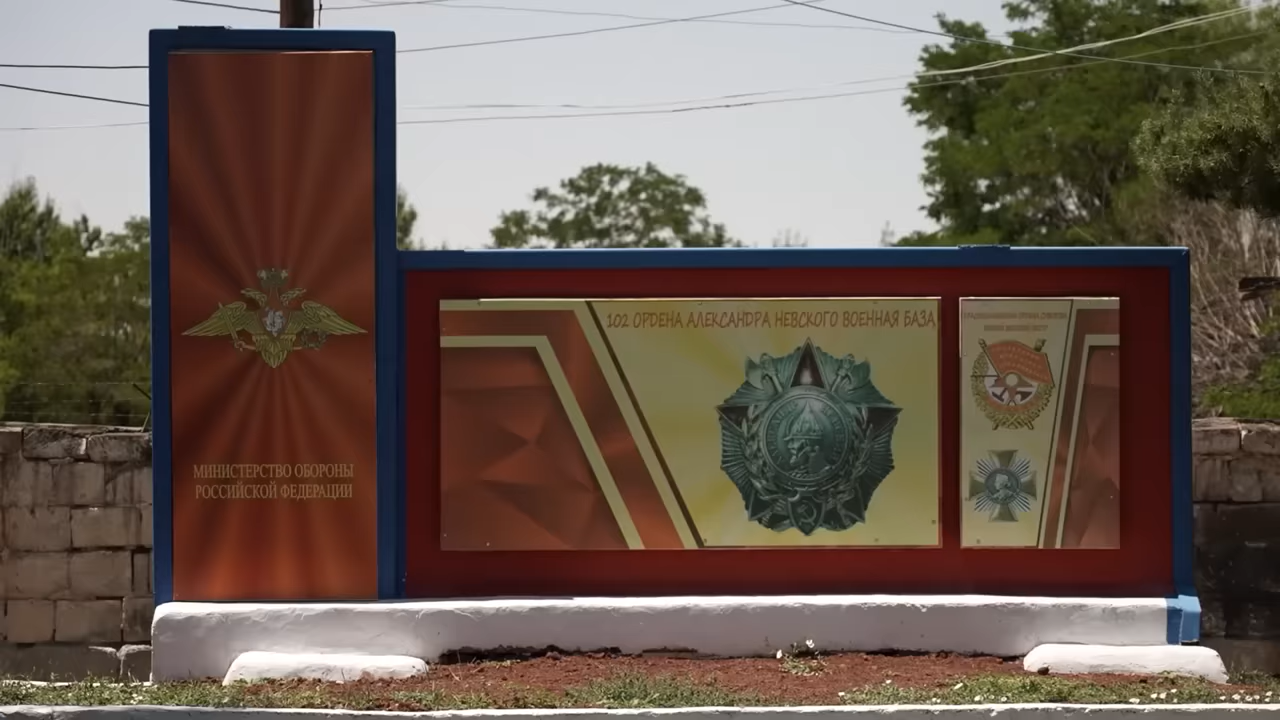 МИНИСТЕРСТВО ОБОРОНЫ
РОССИЙСКОЙ ФЕДЕРАЦИИ
102 ОРДЕНА АЛЕКСАНДРА НЕВСКОГО ВОЕННАЯ БАЗА